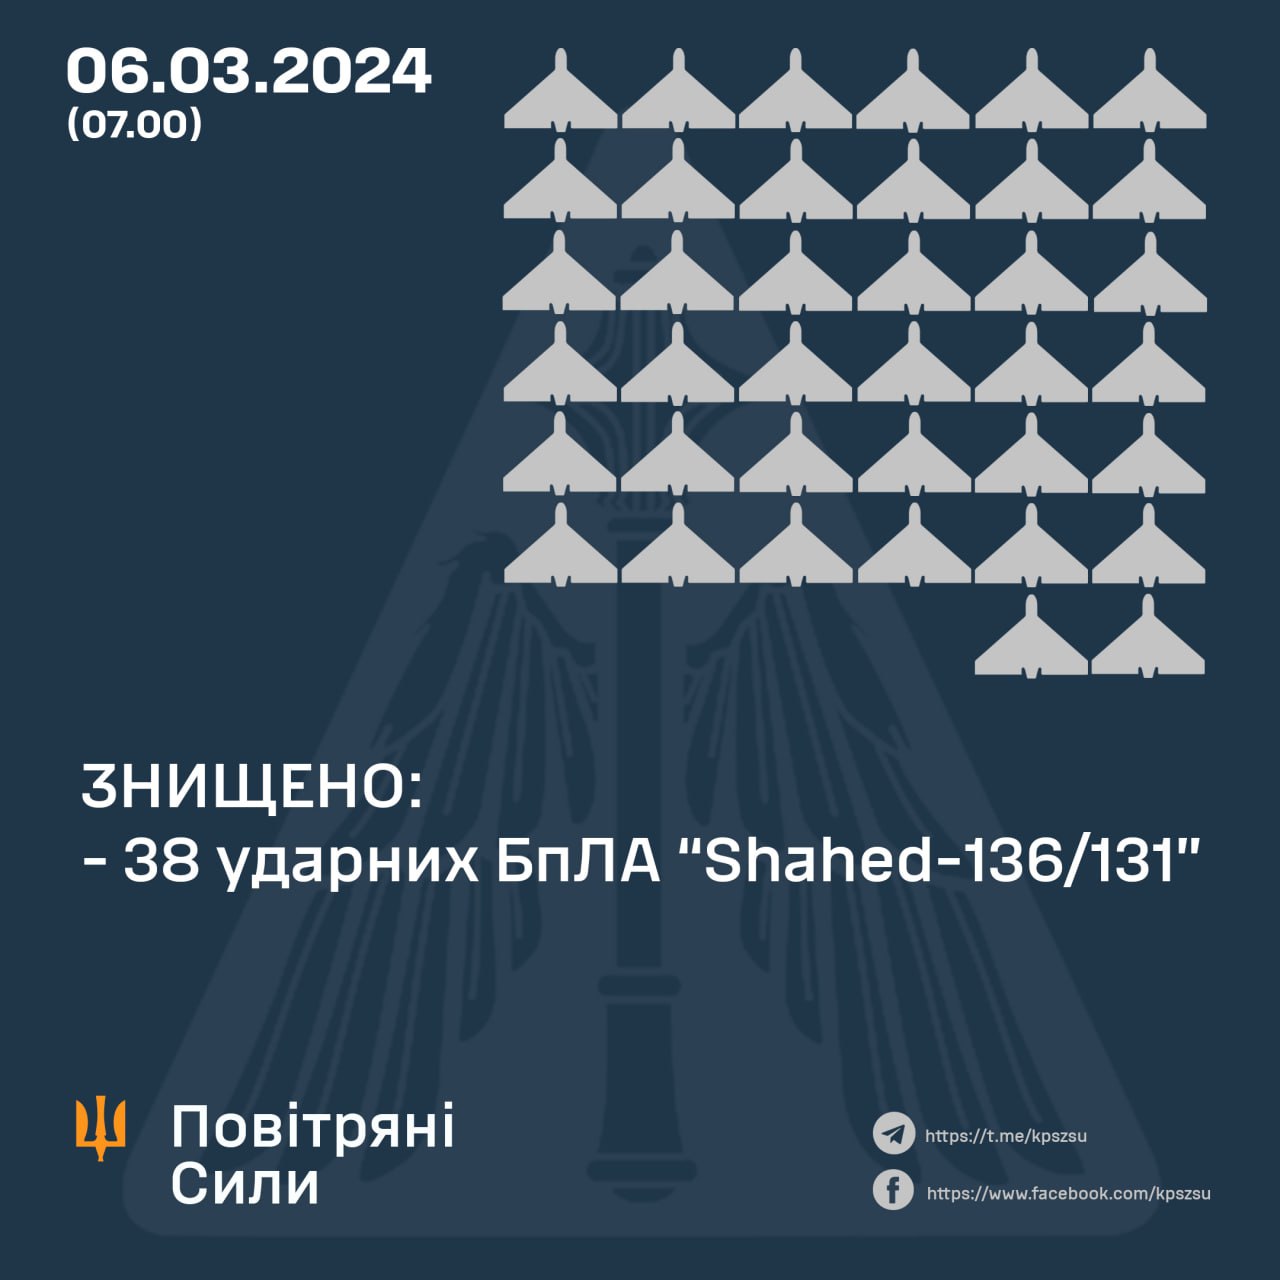 06.03.2024
(07.00)
ЗНИЩЕНО:
- 38 ударних БпЛА “Shahed-136/131”
Повітряні
Сили
https://t.me/kpszsu
https://www.facebook.com/kpszsu